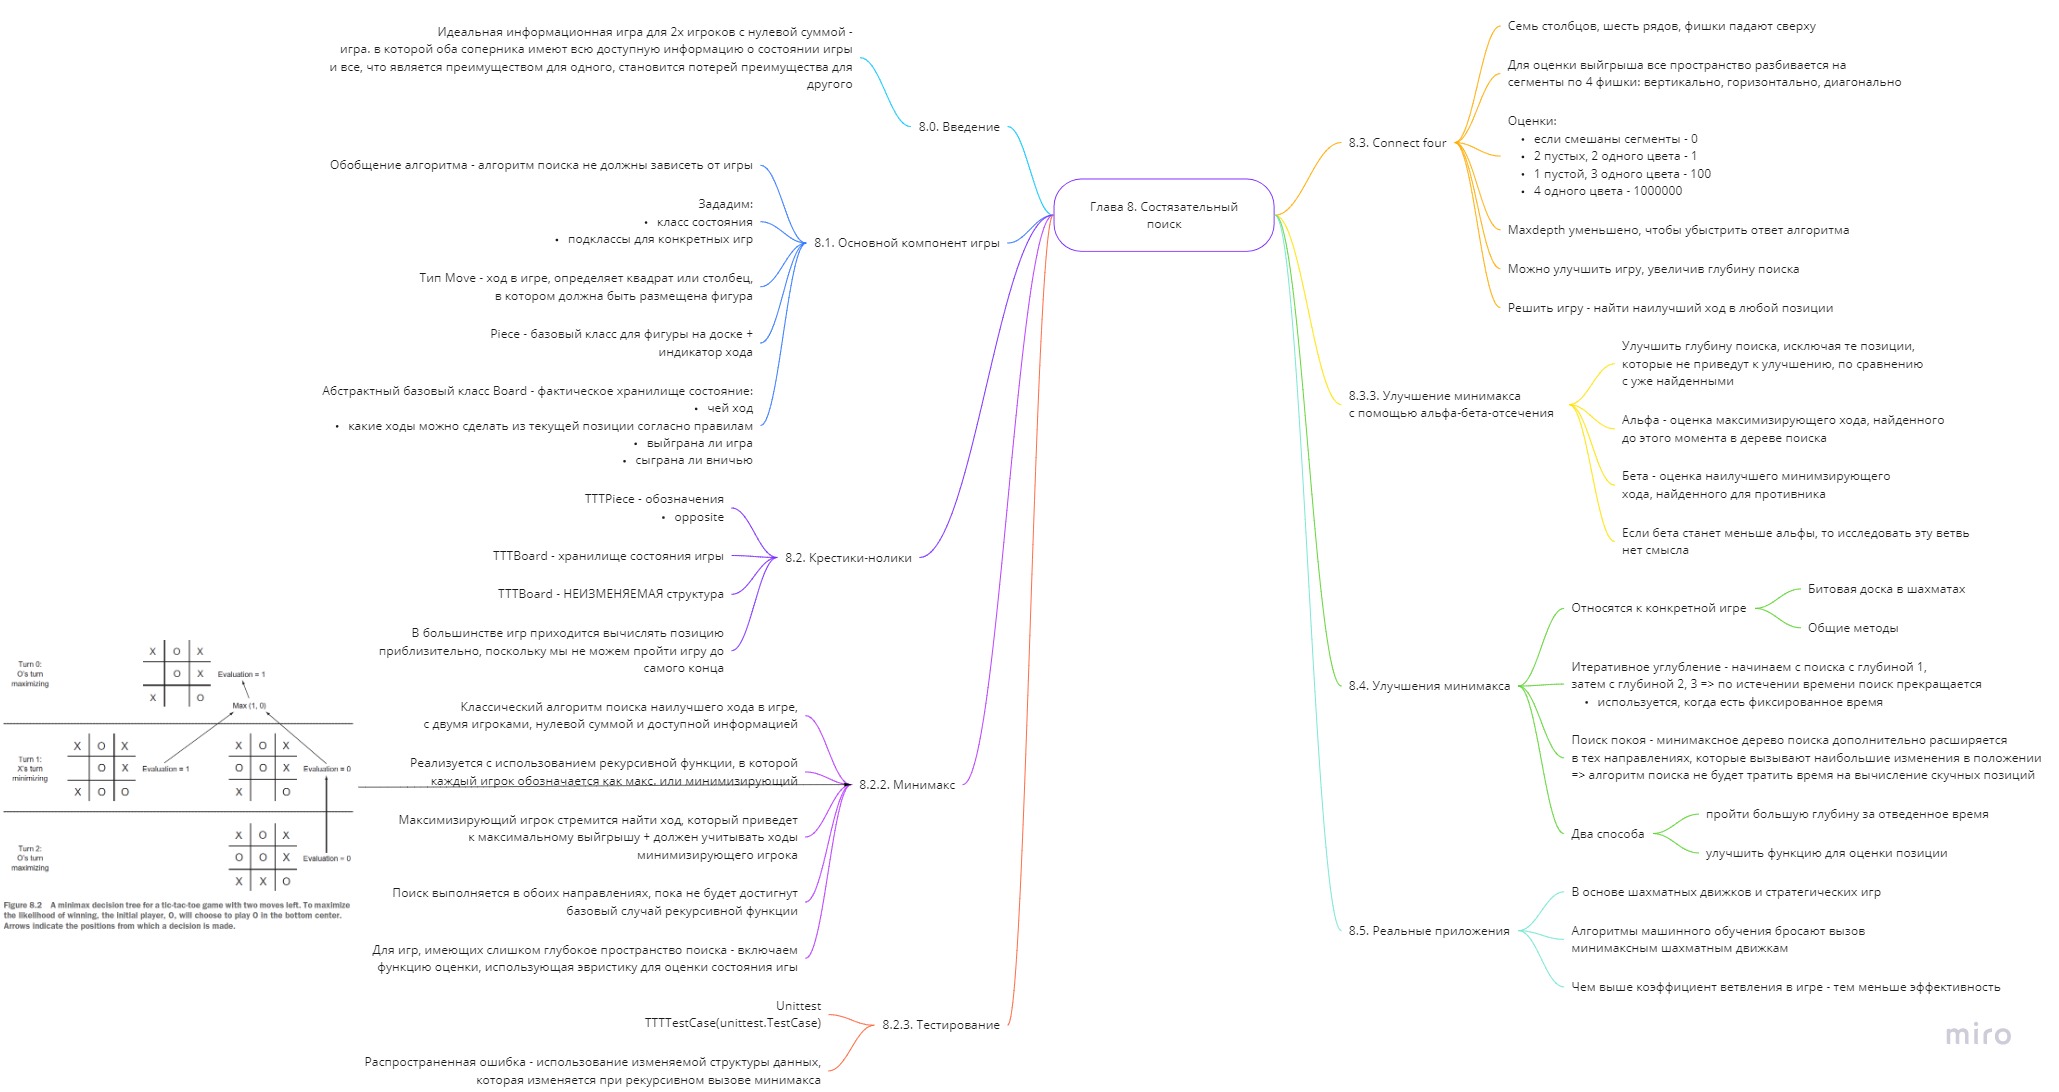 Глава 8. Состязательный
поиск
8.0. Введение
Идеальная информационная игра для 2х игроков с нулевой суммой -
игра. в которой оба соперника имеют всю доступную информацию о состоянии игры
и все, что является преимуществом для одного, становится потерей преимущества для
другого
8.1. Основной компонент игры
Обобщение алгоритма - алгоритм поиска не должны зависеть от игры
Зададим:
• класс состояния
• подклассы для конкретных игр
Тип Move - ход в игре, определяет квадрат или столбец,
в котором должна быть размещена фигура
Piece - базовый класс для фигуры на доске +
индикатор хода
Абстрактный базовый класс Board - фактическое хранилище состояние:
• чей ход
• какие ходы можно сделать из текущей позиции согласно правилам
• выйграна ли игра
• сыграна ли вничью
8.2. Крестики-нолики
TTTPiece - обозначения
• opposite
TTTBoard - хранилище состояния игры
TTTBoard - НЕИЗМЕНЯЕМАЯ структура
В большинстве игр приходится вычислять позицию
приблизительно, поскольку мы не можем пройти игру до
самого конца
8.2.2. Минимакс
Классический алгоритм поиска наилучшего хода в игре,
с двумя игроками, нулевой суммой и доступной информацией
Реализуется с использованием рекурсивной функции, в которой
каждый игрок обозначается как макс. или минимизирующий
Максимизирующий игрок стремится найти ход, который приведет
к максимальному выйгрышу + должен учитывать ходы
минимизирующего игрока
Поиск выполняется в обоих направлениях, пока не будет достигнут
базовый случай рекурсивной функции
Для игр, имеющих слишком глубокое пространство поиска - включаем
функцию оценки, использующая эвристику для оценки состояния игы
Turn 0:
O's turn
maximizing
X O X
O X
X O
Evaluation = 1
Max (1, 0)
Turn 1:
X's turn
minimizing
X O X
O X
X O O
Evaluation = 1
X O X
O O X
X O
Evaluation = 0
Turn 2:
O's turn
maximizing
X O X
O O X
X X O
Evaluation = 0
Figure 8.2 A minimax decision tree for a tic-tac-toe game with two moves left. To maximize
the likelihood of winning, the initial player, O, will choose to play O in the bottom center.
Arrows indicate the positions from which a decision is made.
8.2.3. Тестирование
Unittest
TTTTestCase(unittest.TestCase)
Распространенная ошибка - использование изменяемой структуры данных,
которая изменяется при рекурсивном вызове минимакса
8.3. Connect four
Семь столбцов, шесть рядов, фишки падают сверху
Для оценки выйгрыша все пространство разбивается на
сегменты по 4 фишки: вертикально, горизонтально, диагонально
Оценки:
• если смешаны сегменты - 0
• 2 пустых, 2 одного цвета - 1
• 1 пустой, 3 одного цвета - 100
• 4 одного цвета - 1000000
Maxdepth уменьшено, чтобы убыстрить ответ алгоритма
Можно улучшить игру, увеличив глубину поиска
Решить игру - найти наилучший ход в любой позиции
8.3.3. Улучшение минимакса
с помощью альфа-бета-отсечения
Улучшить глубину поиска, исключая те позиции,
которые не приведут к улучшению, по сравнению
с уже найденными
Альфа - оценка максимизирующего хода, найденного
до этого момента в дереве поиска
Бета - оценка наилучшего минимзирующего
хода, найденного для противника
Если бета станет меньше альфы, то исследовать эту ветвь
нет смысла
8.4. Улучшения минимакса
Относятся к конкретной игре
Битовая доска в шахматах
Общие методы
Итеративное углубление - начинаем с поиска с глубиной 1,
затем с глубиной 2, 3 => по истечении времени поиск прекращается
• используется, когда есть фиксированное время
Поиск покоя - минимаксное дерево поиска дополнительно расширяется
в тех направлениях, которые вызывают наибольшие изменения в положении
=> алгоритм поиска не будет тратить время на вычисление скучных позиций
Два способа
пройти большую глубину за отведенное время
улучшить функцию для оценки позиции
8.5. Реальные приложения
В основе шахматных движков и стратегических игр
Алгоритмы машинного обучения бросают вызов
минимаксным шахматным движкам
Чем выше коэффициент ветвления в игре - тем меньше эффективность
miro